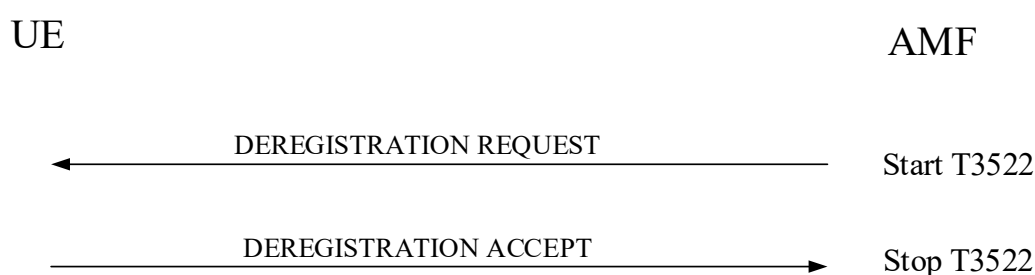 UE
AMF
DEREGISTRATION REQUEST
Start T3522
DEREGISTRATION ACCEPT
Stop T3522